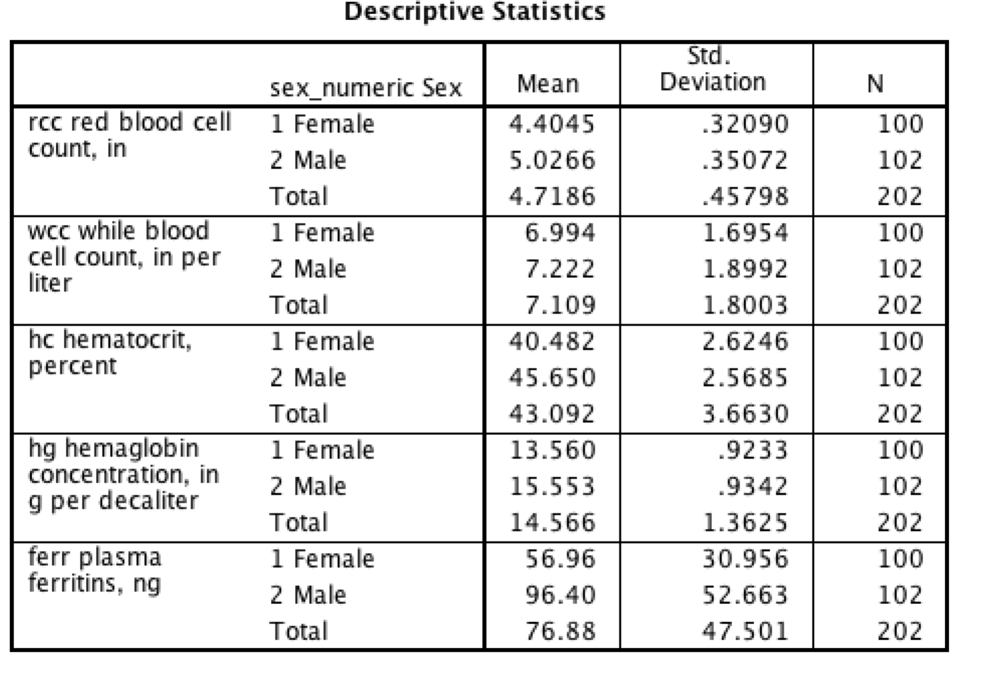 Descriptive Statistics
sex_numeric Sex Mean Std. Deviation N
rcc red blood cell count, in 1 Female 4.4045 .32090 100
2 Male 5.0266 .35072 102
Total 4.7186 .45798 202
wcc while blood cell count, in per liter 1 Female 6.994 1.6954 100
2 Male 7.222 1.8992 102
Total 7.109 1.8003 202
hc hematocrit, percent 1 Female 40.482 2.6246 100
2 Male 45.650 2.5685 102
Total 43.092 3.6630 202
hg hemaglobin concentration, in g per decaliter 1 Female 13.560 .9233 100
2 Male 15.553 .9342 102
Total 14.566 1.3625 202
ferr plasma ferritins, ng 1 Female 56.96 30.956 100
2 Male 96.40 52.663 102
Total 76.88 47.501 202